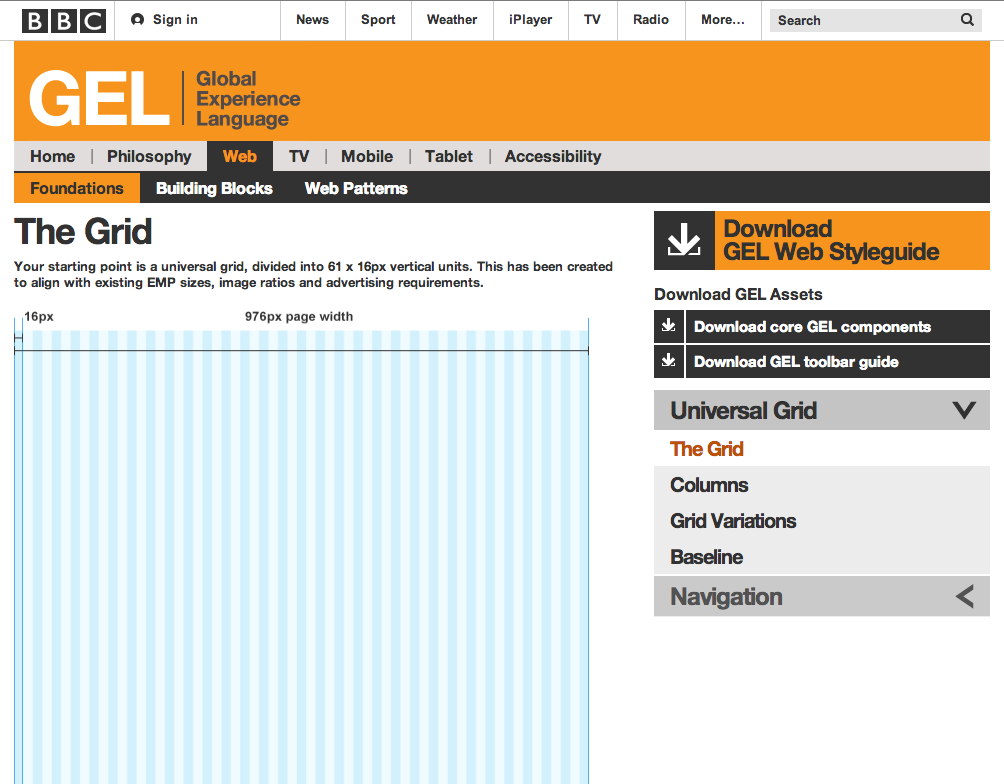 BBC Sign in News Sport Weather iPlayer TV Radio More... Search
GEL
Global
Experience
Language
Home | Philosophy Web TV | Mobile | Tablet | Accessibility
Foundations Building Blocks Web Patterns
The Grid
Your starting point is a universal grid, divided into 61 x 16px vertical units. This has been created
to align with existing EMP sizes, image ratios and advertising requirements.
16px 976px page width
Download
GEL Web Styleguide
Download GEL Assets
Download core GEL components
Download GEL toolbar guide
Universal Grid
The Grid
Columns
Grid Variations
Baseline
Navigation